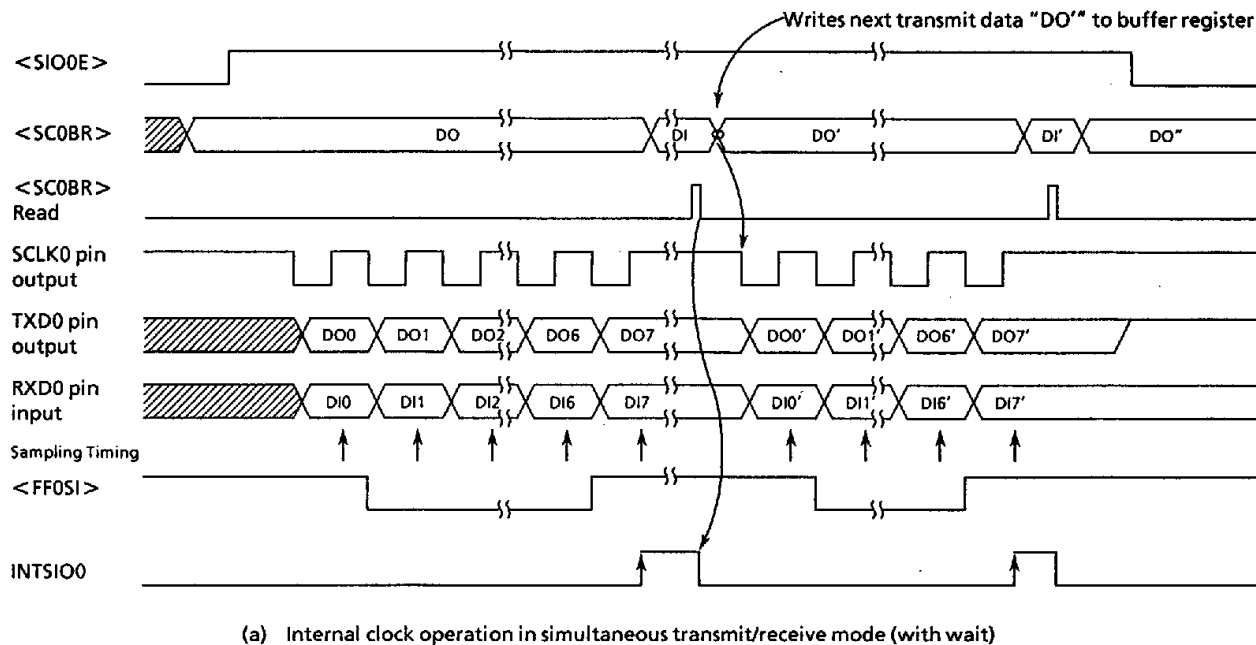 Writes next transmit data "DO'" to buffer register
<SIO0E>
<SC0BR>
DO DI DO' DI' DO"
<SC0BR>
Read
SCLK0 pin
output
TXD0 pin
output
DO0 DO1 DO2 DO6 DO7 DO0' DO1' DO6' DO7'
RXD0 pin
input
DI0 DI1 DI2 DI6 DI7 DI0' DI1' DI6' DI7'
Sampling Timing
<FF0SI>
INTSIO0
(a) Internal clock operation in simultaneous transmit/receive mode (with wait)